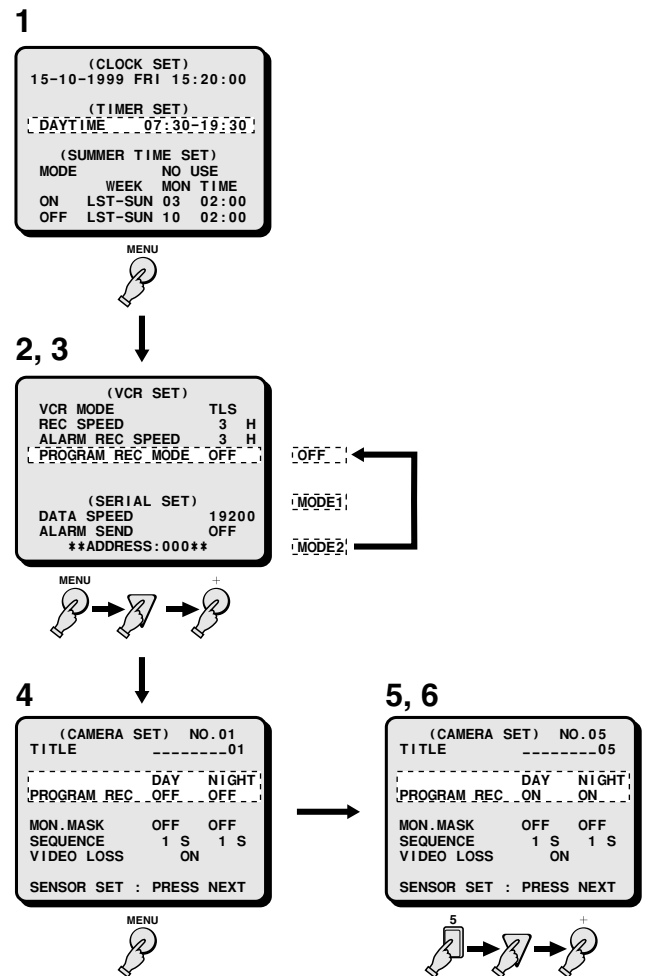 1
(CLOCK SET)
15-10-1999 FRI 15:20:00
(TIMER SET)
DAYTIME 07:30-19:30
(SUMMER TIME SET)
MODE NO USE
WEEK MON TIME
ON LST-SUN 03 02:00
OFF LST-SUN 10 02:00
MENU
2, 3
(VCR SET)
VCR MODE TLS
REC SPEED 3 H
ALARM REC SPEED 3 H
PROGRAM REC MODE OFF
(SERIAL SET)
DATA SPEED 19200
ALARM SEND OFF
**ADDRESS:000**
OFF
MODE1
MODE2
MENU +
4
(CAMERA SET) NO.01
TITLE ________01
DAY NIGHT
PROGRAM REC OFF OFF
MON.MASK OFF OFF
SEQUENCE 1 S 1 S
VIDEO LOSS ON
SENSOR SET : PRESS NEXT
MENU
5, 6
(CAMERA SET) NO.05
TITLE ________05
DAY NIGHT
PROGRAM REC ON ON
MON.MASK OFF OFF
SEQUENCE 1 S 1 S
VIDEO LOSS ON
SENSOR SET : PRESS NEXT
5 +